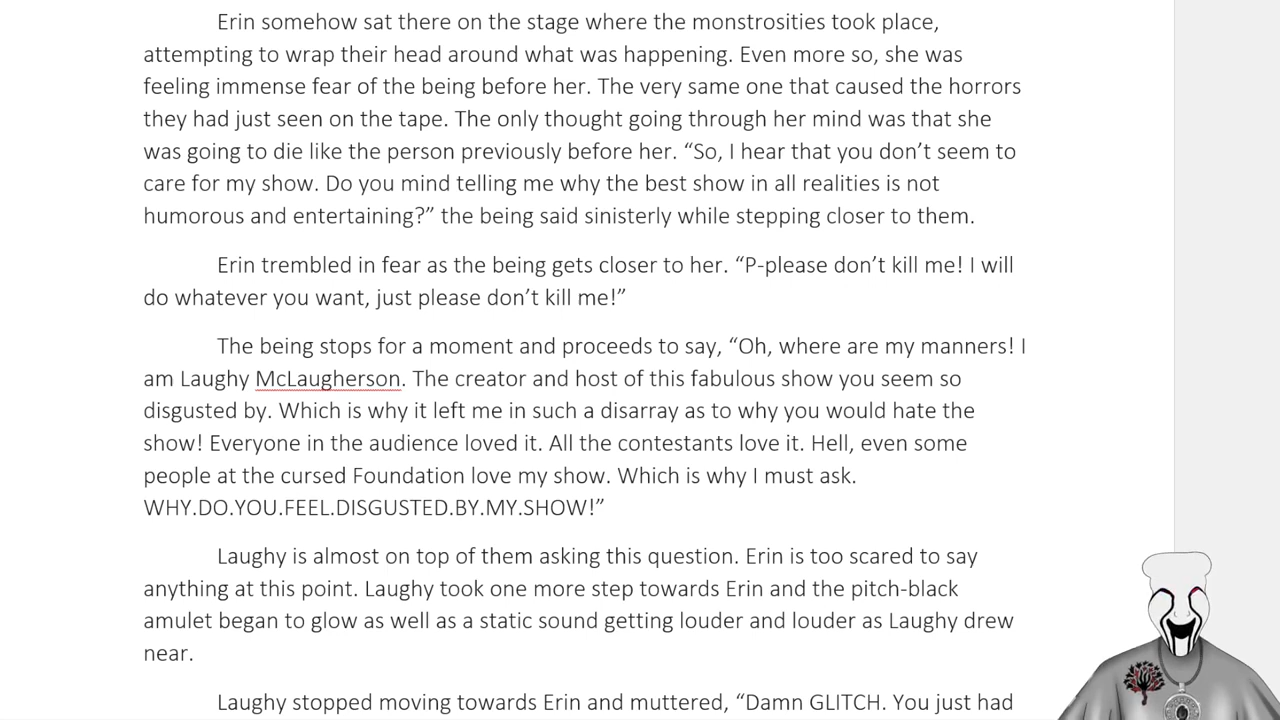 Erin somehow sat there on the stage where the monstrosities took place,
attempting to wrap their head around what was happening. Even more so, she was
feeling immense fear of the being before her. The very same one that caused the horrors
they had just seen on the tape. The only thought going through her mind was that she
was going to die like the person previously before her. “So, I hear that you don’t seem to
care for my show. Do you mind telling me why the best show in all realities is not
humorous and entertaining?” the being said sinisterly while stepping closer to them.
Erin trembled in fear as the being gets closer to her. “P-please don’t kill me! I will
do whatever you want, just please don’t kill me!”
The being stops for a moment and proceeds to say, “Oh, where are my manners! I
am Laughy McLaugherson. The creator and host of this fabulous show you seem so
disgusted by. Which is why it left me in such a disarray as to why you would hate the
show! Everyone in the audience loved it. All the contestants love it. Hell, even some
people at the cursed Foundation love my show. Which is why I must ask.
WHY.DO.YOU.FEEL.DISGUSTED.BY.MY.SHOW!”
Laughy is almost on top of them asking this question. Erin is too scared to say
anything at this point. Laughy took one more step towards Erin and the pitch-black
amulet began to glow as well as a static sound getting louder and louder as Laughy drew
near.
Laughy stopped moving towards Erin and muttered, “Damn GLITCH. You just had